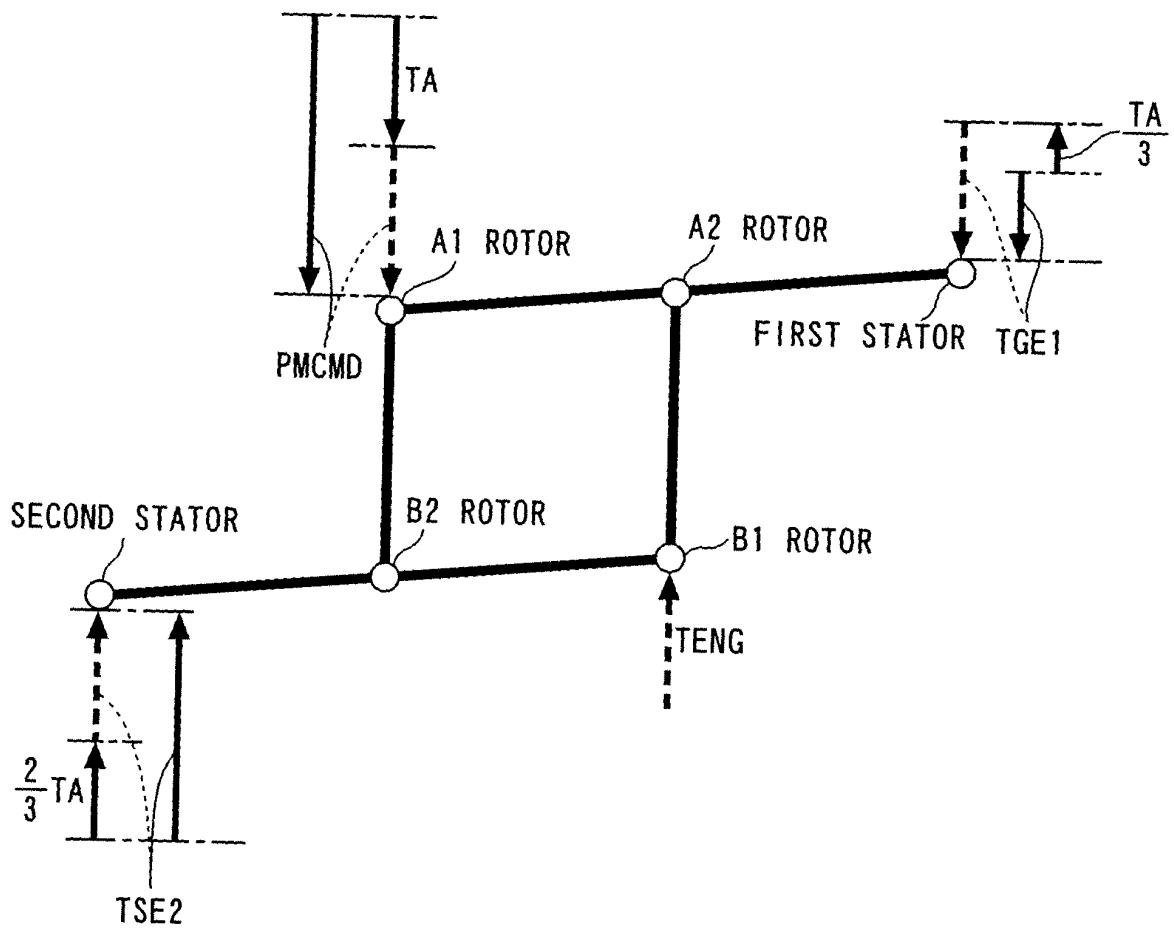 TA
TA
3
A1 ROTOR
A2 ROTOR
FIRST STATOR
TGE1
PMCMD
SECOND STATOR
B2 ROTOR
B1 ROTOR
TENG
2
3
TA
TSE2